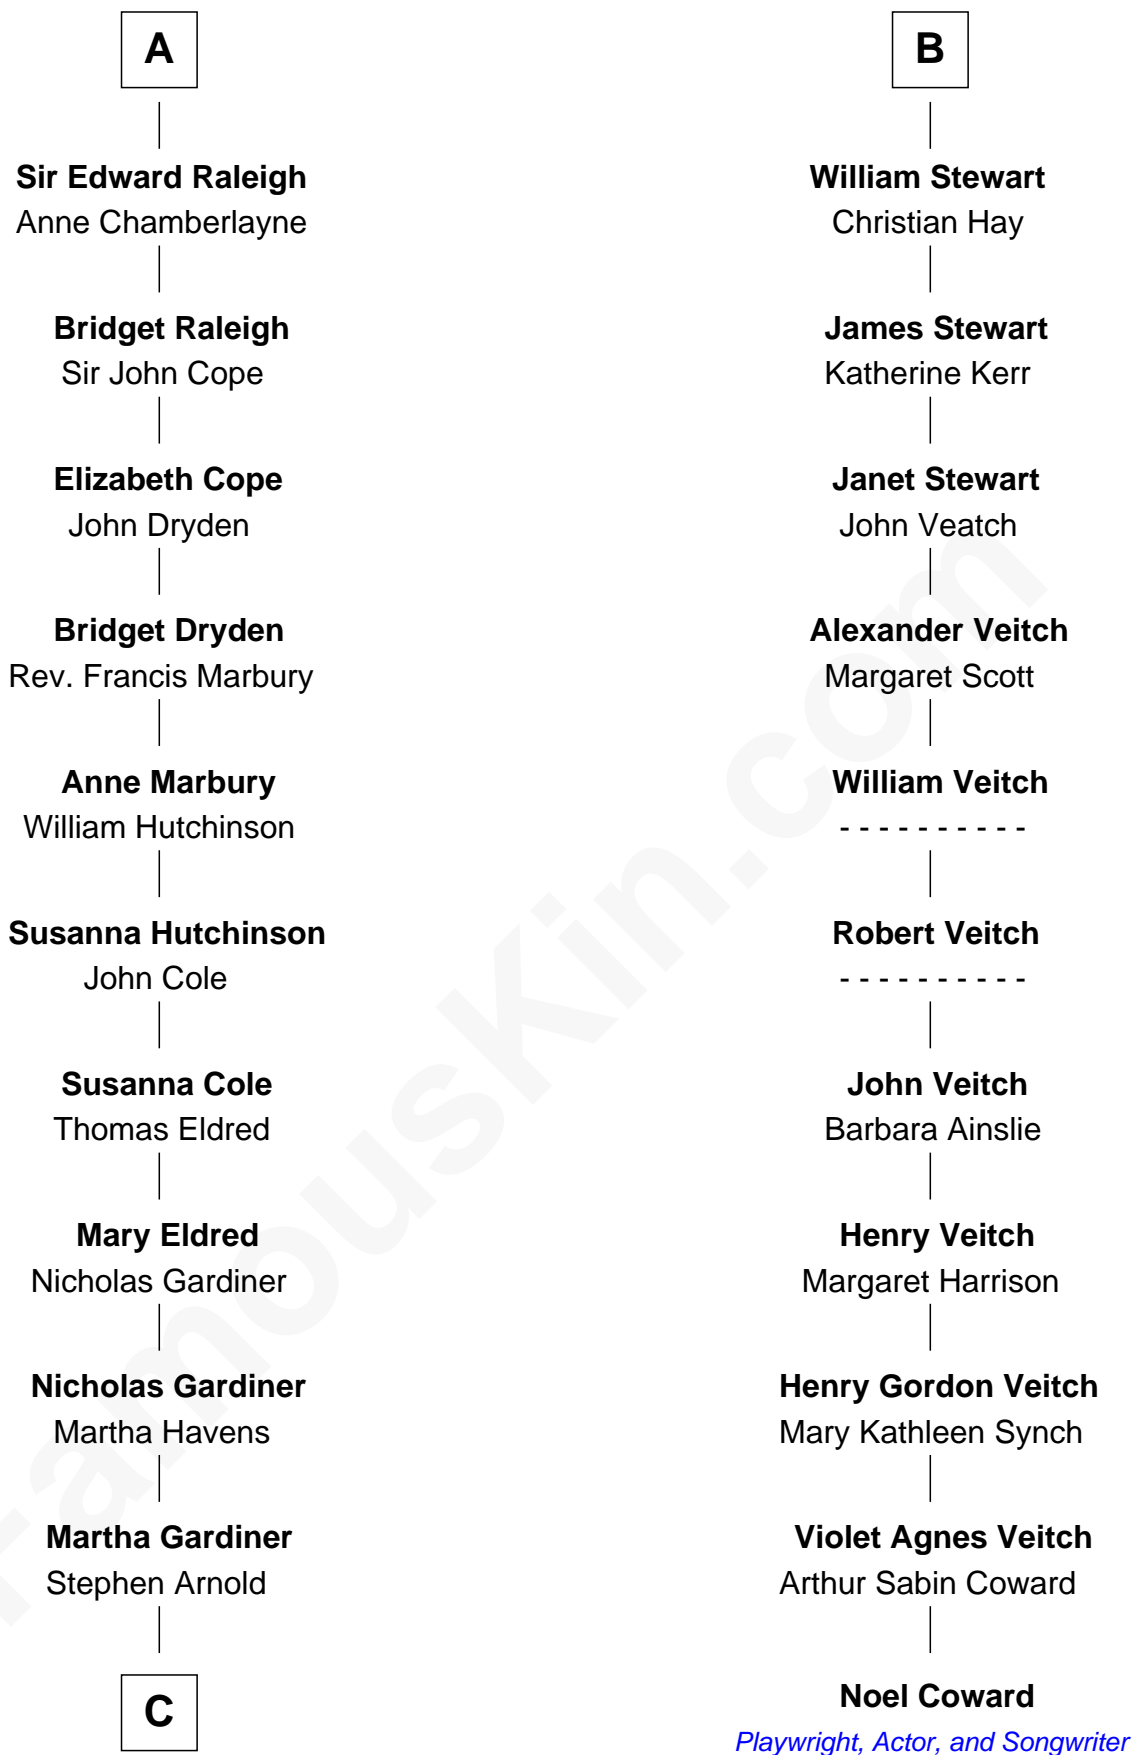 A
Sir Edward Raleigh
Anne Chamberlayne
Bridget Raleigh
Sir John Cope
Elizabeth Cope
John Dryden
Bridget Dryden
Rev. Francis Marbury
Anne Marbury
William Hutchinson
Susanna Hutchinson
John Cole
Susanna Cole
Thomas Eldred
Mary Eldred
Nicholas Gardiner
Nicholas Gardiner
Martha Havens
Martha Gardiner
Stephen Arnold
C
B
William Stewart
Christian Hay
James Stewart
Katherine Kerr
Janet Stewart
John Veatch
Alexander Veitch
Margaret Scott
William Veitch
- - - - - - - - - -
Robert Veitch
- - - - - - - - - -
John Veitch
Barbara Ainslie
Henry Veitch
Margaret Harrison
Henry Gordon Veitch
Mary Kathleen Synch
Violet Agnes Veitch
Arthur Sabin Coward
Noel Coward
Playwright, Actor, and Songwriter
FamousKin.com